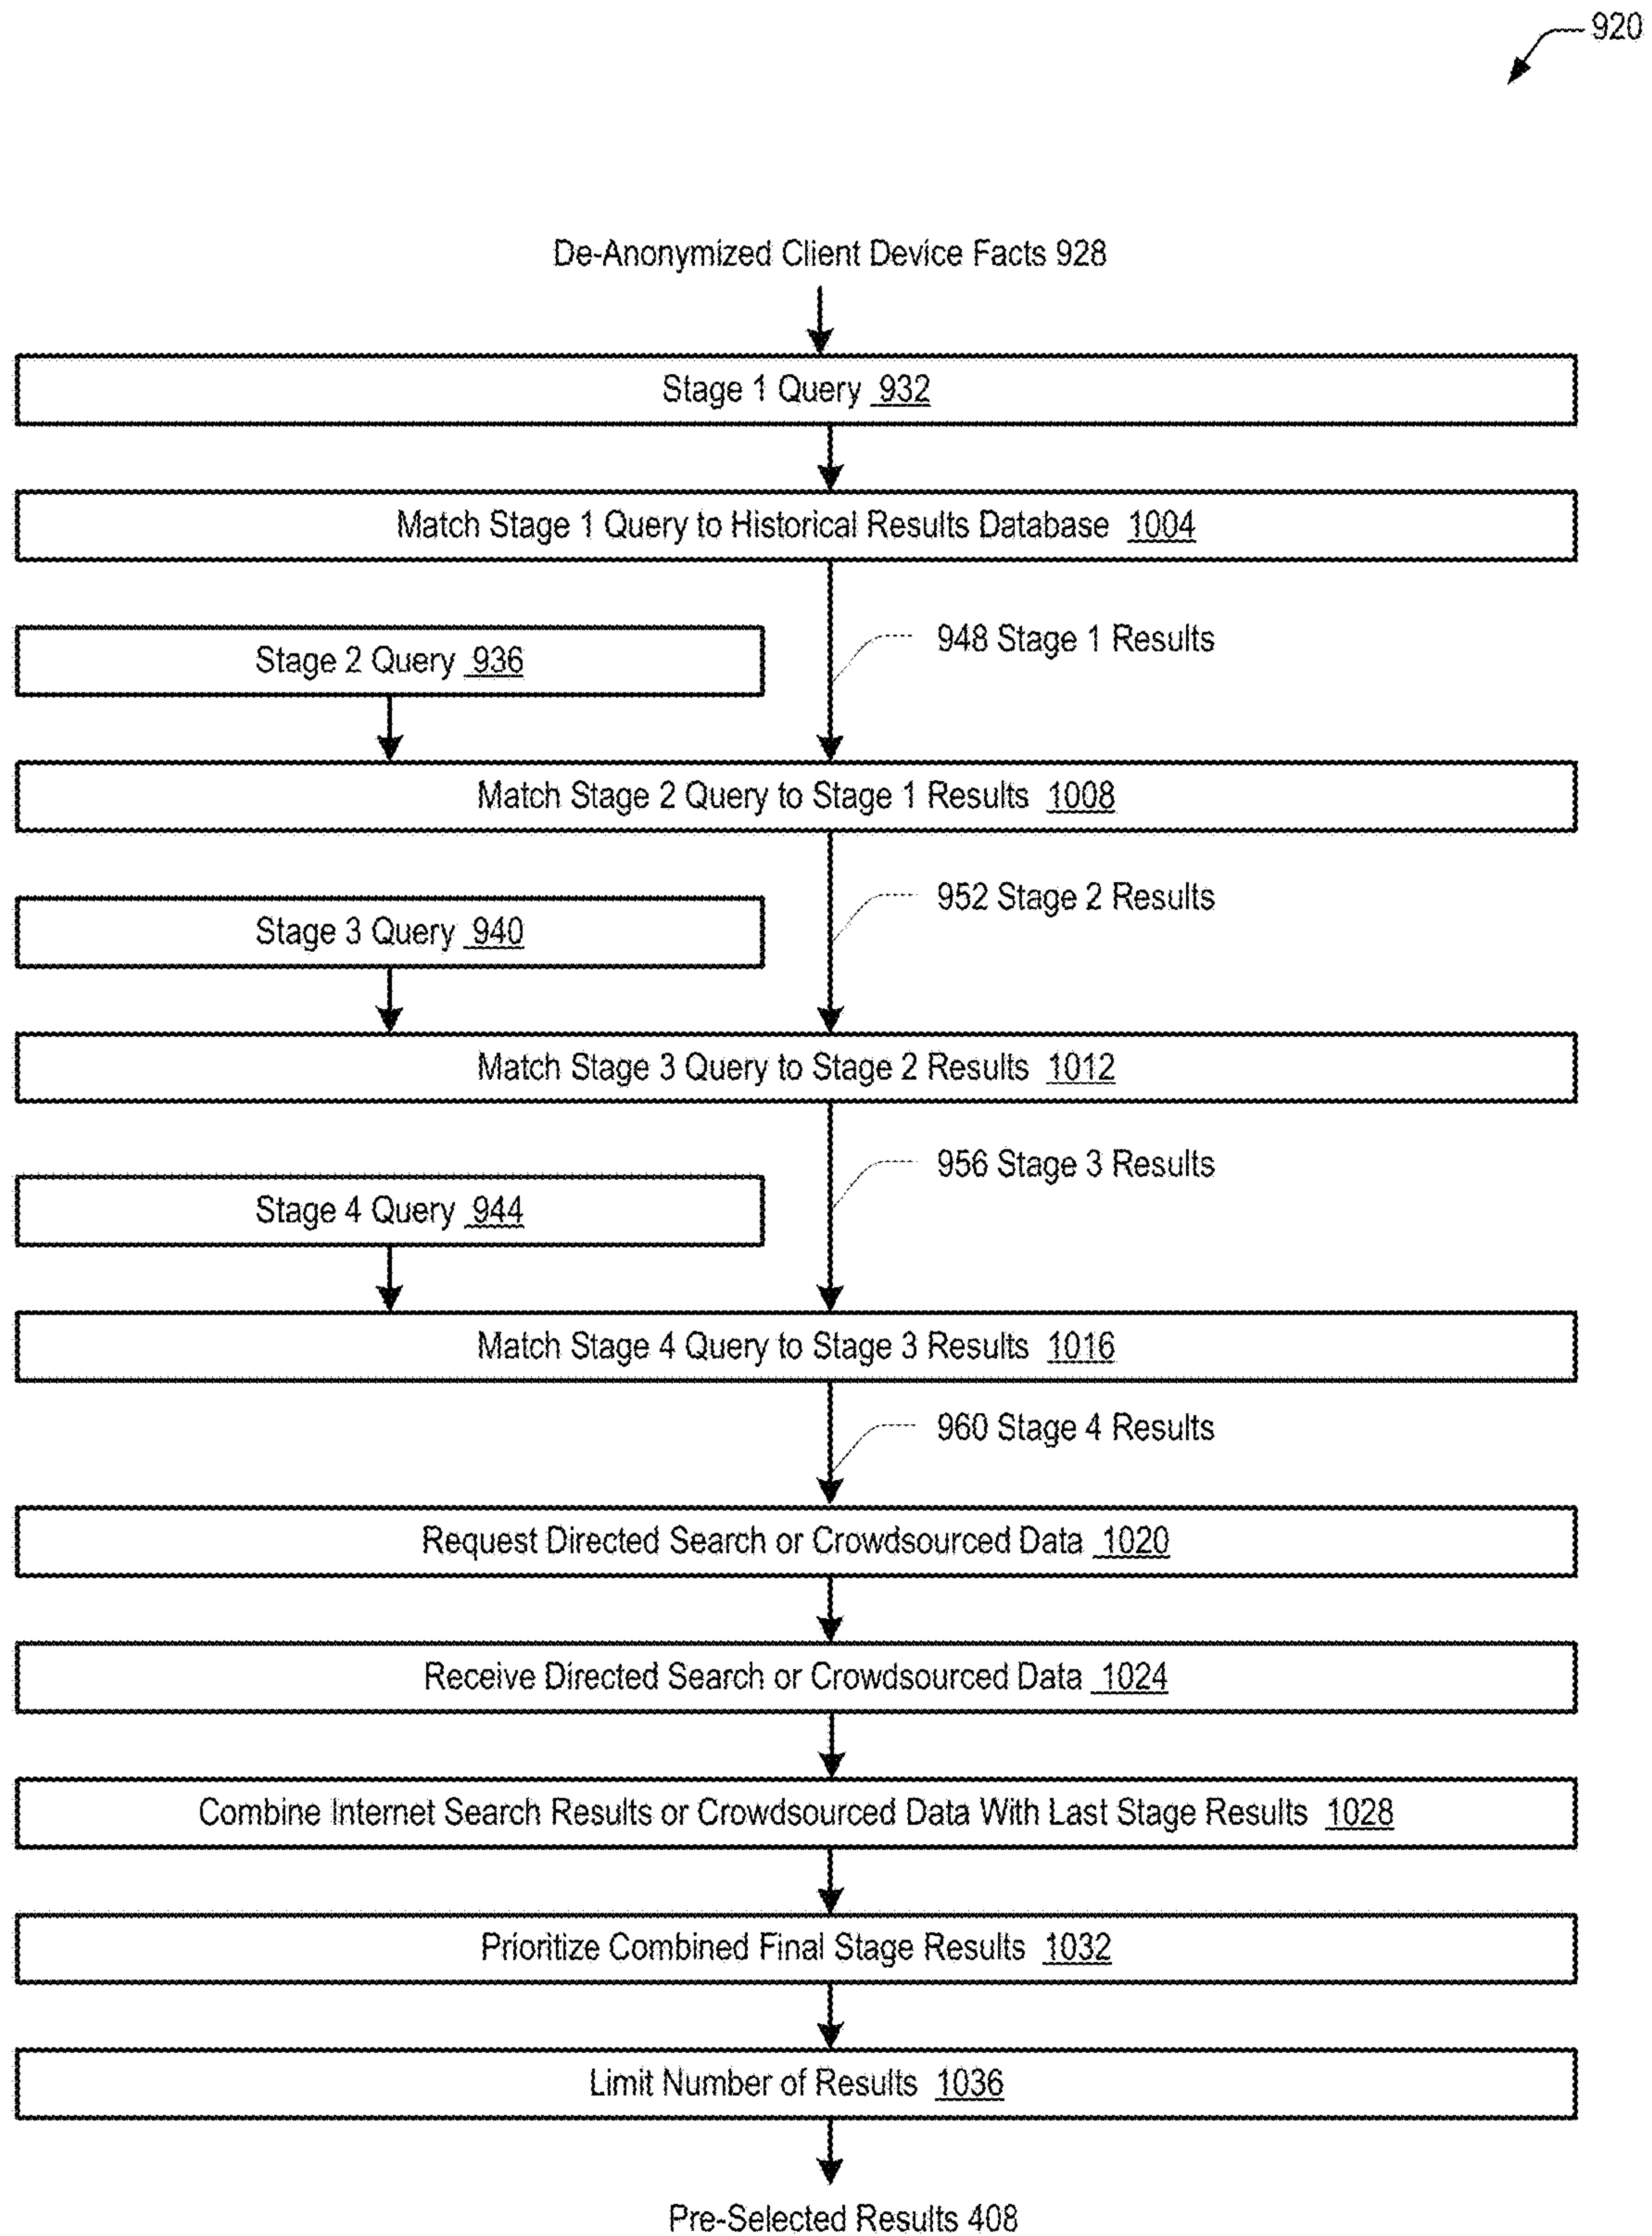 920
De-Anonymized Client Device Facts 928
Stage 1 Query 932
Match Stage 1 Query to Historical Results Database 1004
948 Stage 1 Results
Stage 2 Query 936
Match Stage 2 Query to Stage 1 Results 1008
952 Stage 2 Results
Stage 3 Query 940
Match Stage 3 Query to Stage 2 Results 1012
956 Stage 3 Results
Stage 4 Query 944
Match Stage 4 Query to Stage 3 Results 1016
960 Stage 4 Results
Request Directed Search or Crowdsourced Data 1020
Receive Directed Search or Crowdsourced Data 1024
Combine Internet Search Results or Crowdsourced Data With Last Stage Results 1028
Prioritize Combined Final Stage Results 1032
Limit Number of Results 1036
Pre-Selected Results 408